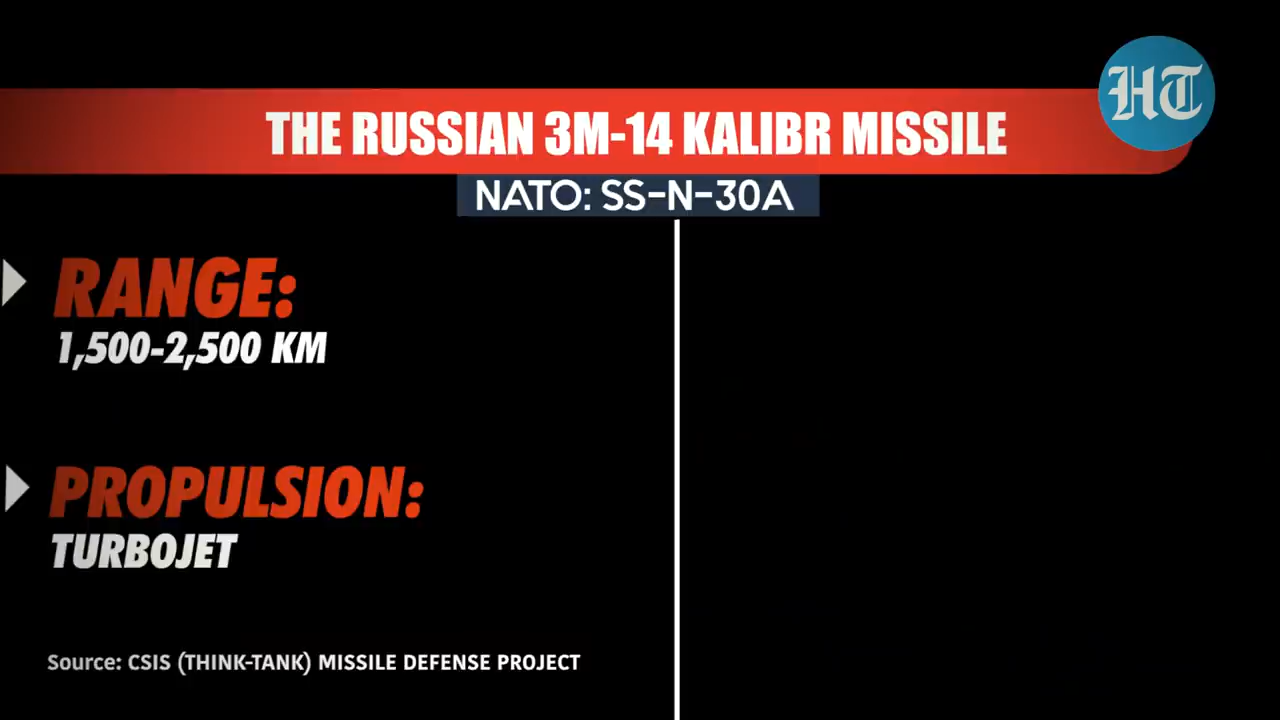 HT
THE RUSSIAN 3M-14 KALIBR MISSILE
NATO: SS-N-30A
RANGE:
1,500-2,500 KM
PROPULSION:
TURBOJET
Source: CSIS (THINK-TANK) MISSILE DEFENSE PROJECT